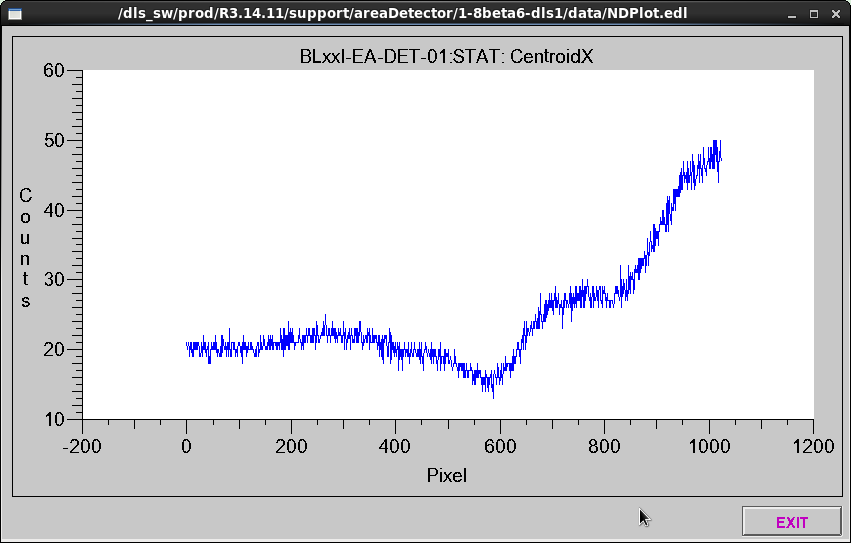 /dls_sw/prod/R3.14.11/support/areaDetector/1-8beta6-dls1/data/NDPlot.edl
BLxxI-EA-DET-01:STAT: CentroidX
60
50
40
30
20
10
Counts
-200 0 200 400 600 800 1000 1200
Pixel
EXIT